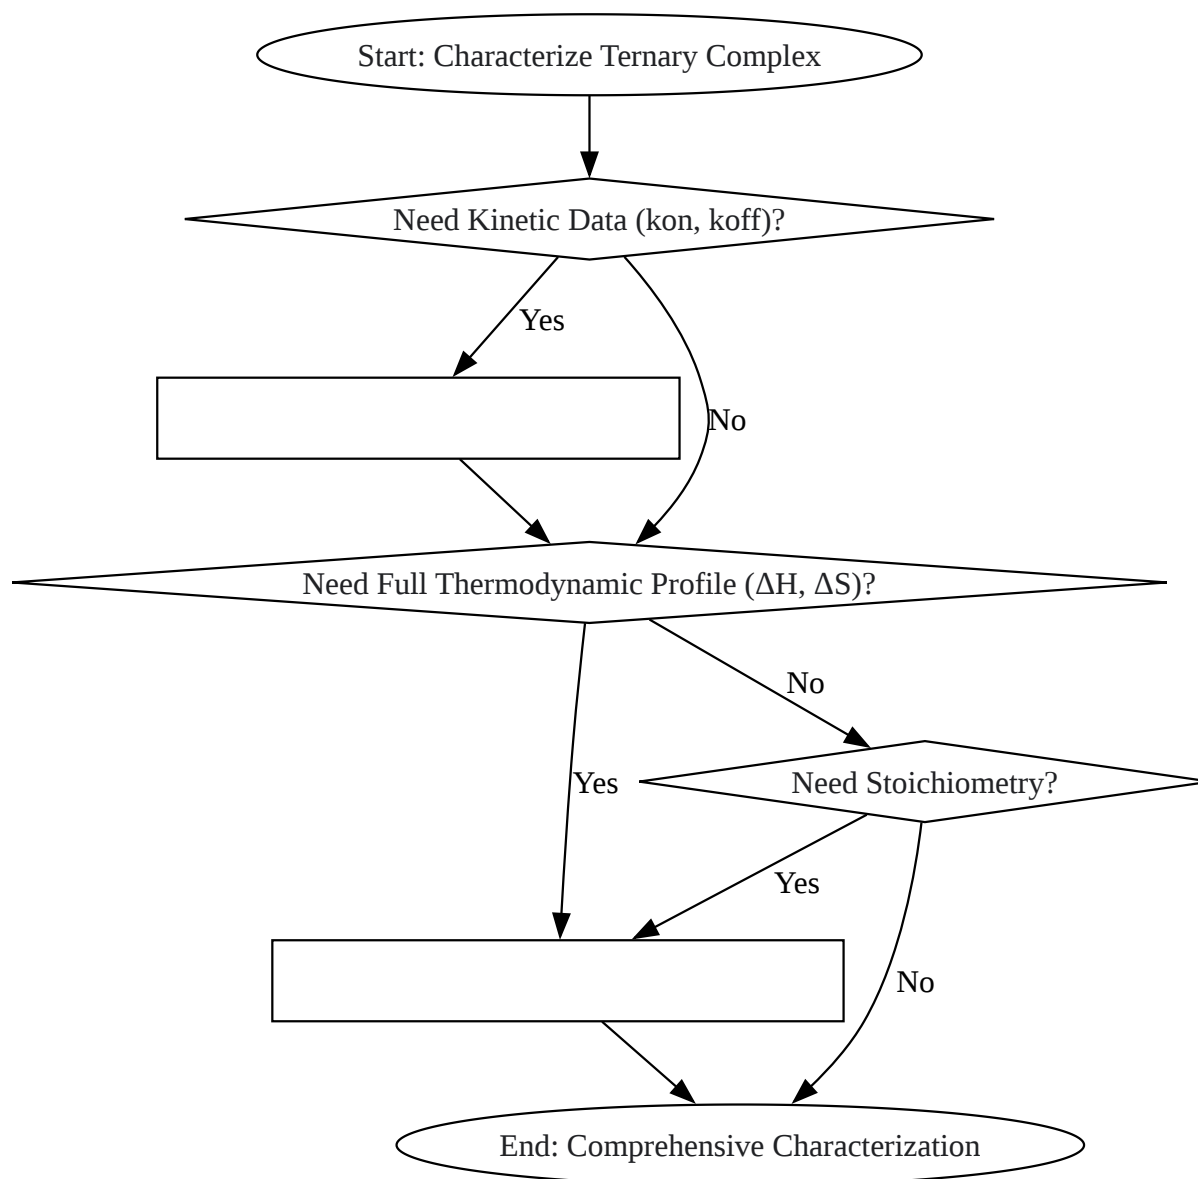 Start: Characterize Ternary Complex
Need Kinetic Data (kon, koff)?
Yes
No
Need Full Thermodynamic Profile (ΔH, ΔS)?
No
Need Stoichiometry?
Yes
Yes
No
End: Comprehensive Characterization